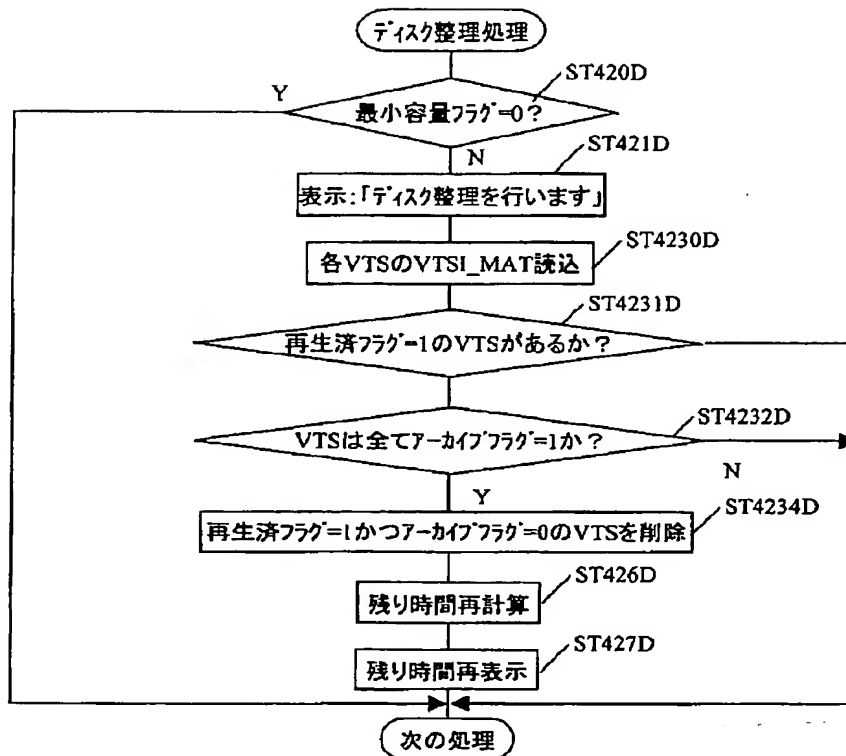 ディスク整理処理
ST420D
Y
最小容量フラグ=0?
ST421D
N
表示:「ディスク整理を行います」
ST4230D
各VTSのVTSI_MAT読込
ST4231D
再生済フラグ=1のVTSがあるか?
ST4232D
VTSは全てアーカイブフラグ=1か?
N
Y
ST4234D
再生済フラグ=1かつアーカイブフラグ=0のVTSを削除
ST426D
残り時間再計算
ST427D
残り時間再表示
次の処理